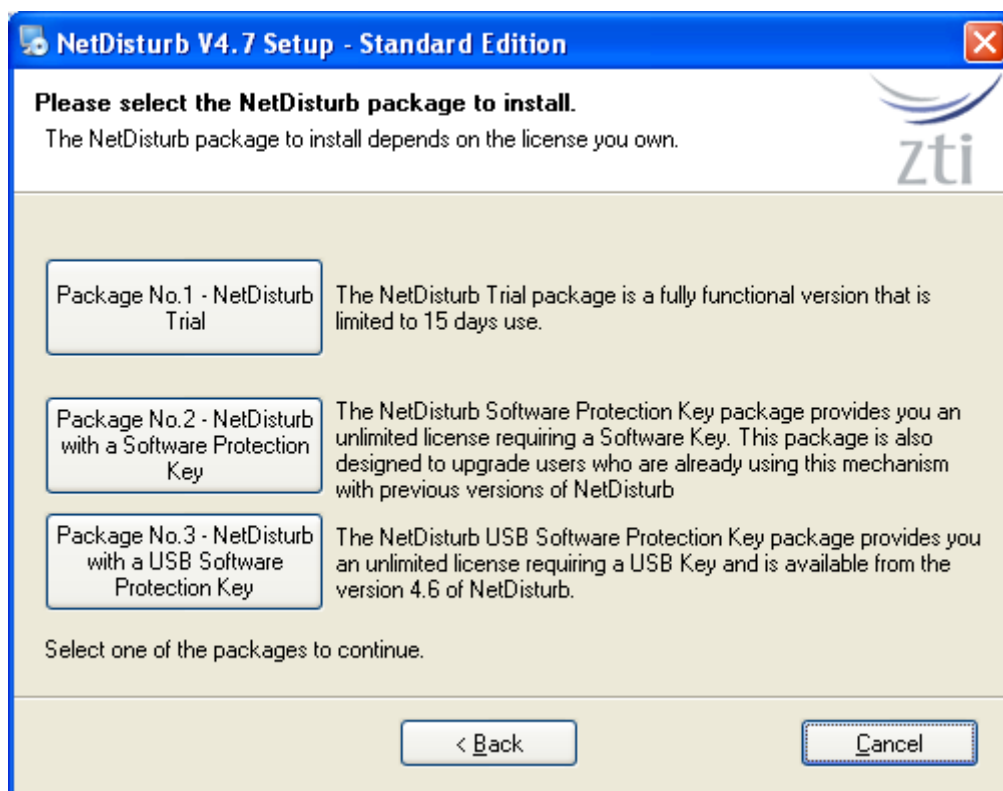 NetDisturb V4.7 Setup - Standard Edition
Please select the NetDisturb package to install.
The NetDisturb package to install depends on the license you own.
zti
Package No.1 - NetDisturb
Trial
The NetDisturb Trial package is a fully functional version that is
limited to 15 days use.
Package No.2 - NetDisturb
with a Software Protection
Key
The NetDisturb Software Protection Key package provides you an
unlimited license requiring a Software Key. This package is also
designed to upgrade users who are already using this mechanism
with previous versions of NetDisturb
Package No.3 - NetDisturb
with a USB Software
Protection Key
The NetDisturb USB Software Protection Key package provides you
an unlimited license requiring a USB Key and is available from the
version 4.6 of NetDisturb.
Select one of the packages to continue.
< Back
Cancel